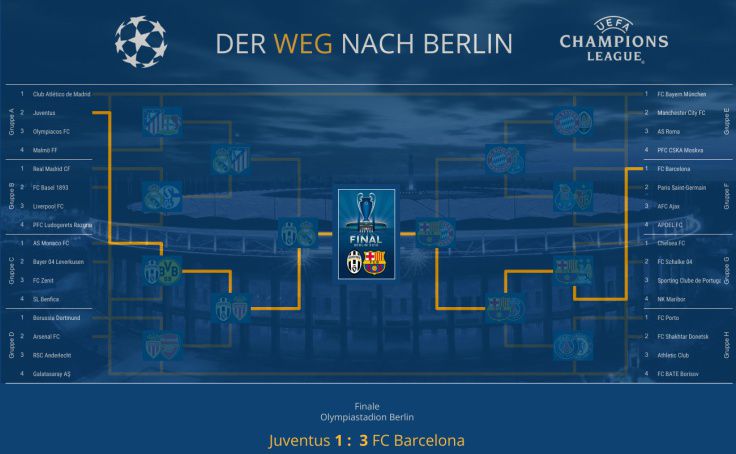 DER WEG NACH BERLIN
UEFA
CHAMPIONS
LEAGUE
Gruppe A
1 Club Atlético de Madrid
2 Juventus
3 Olympiacos FC
4 Malmö FF
Gruppe B
1 Real Madrid CF
2 FC Basel 1893
3 Liverpool FC
4 PFC Ludogorets Razgrad
Gruppe C
1 AS Monaco FC
2 Bayer 04 Leverkusen
3 FC Zenit
4 SL Benfica
Gruppe D
1 Borussia Dortmund
2 Arsenal FC
3 RSC Anderlecht
4 Galatasaray AŞ
Gruppe E
1 FC Bayern München
2 Manchester City FC
3 AS Roma
4 PFC CSKA Moskva
Gruppe F
1 FC Barcelona
2 Paris Saint-Germain
3 AFC Ajax
4 APOEL FC
Gruppe G
1 Chelsea FC
2 FC Schalke 04
3 Sporting Clube de Portugal
4 NK Maribor
Gruppe H
1 FC Porto
2 FC Shakhtar Donetsk
3 Athletic Club
4 FC BATE Borisov
FINAL
BERLIN 2015
Finale
Olympiastadion Berlin
Juventus 1 : 3 FC Barcelona